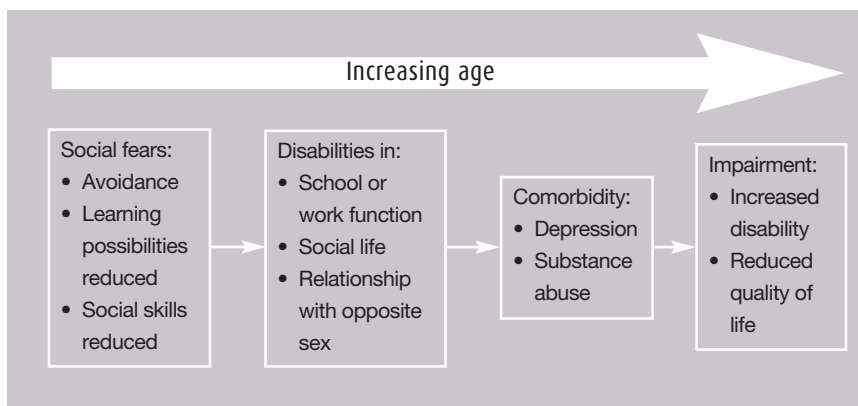 Increasing age
Social fears:
• Avoidance
• Learning
possibilities
reduced
• Social skills
reduced
Disabilities in:
• School or
work function
• Social life
• Relationship
with opposite
sex
Comorbidity:
• Depression
• Substance
abuse
Impairment:
• Increased
disability
• Reduced
quality of
life